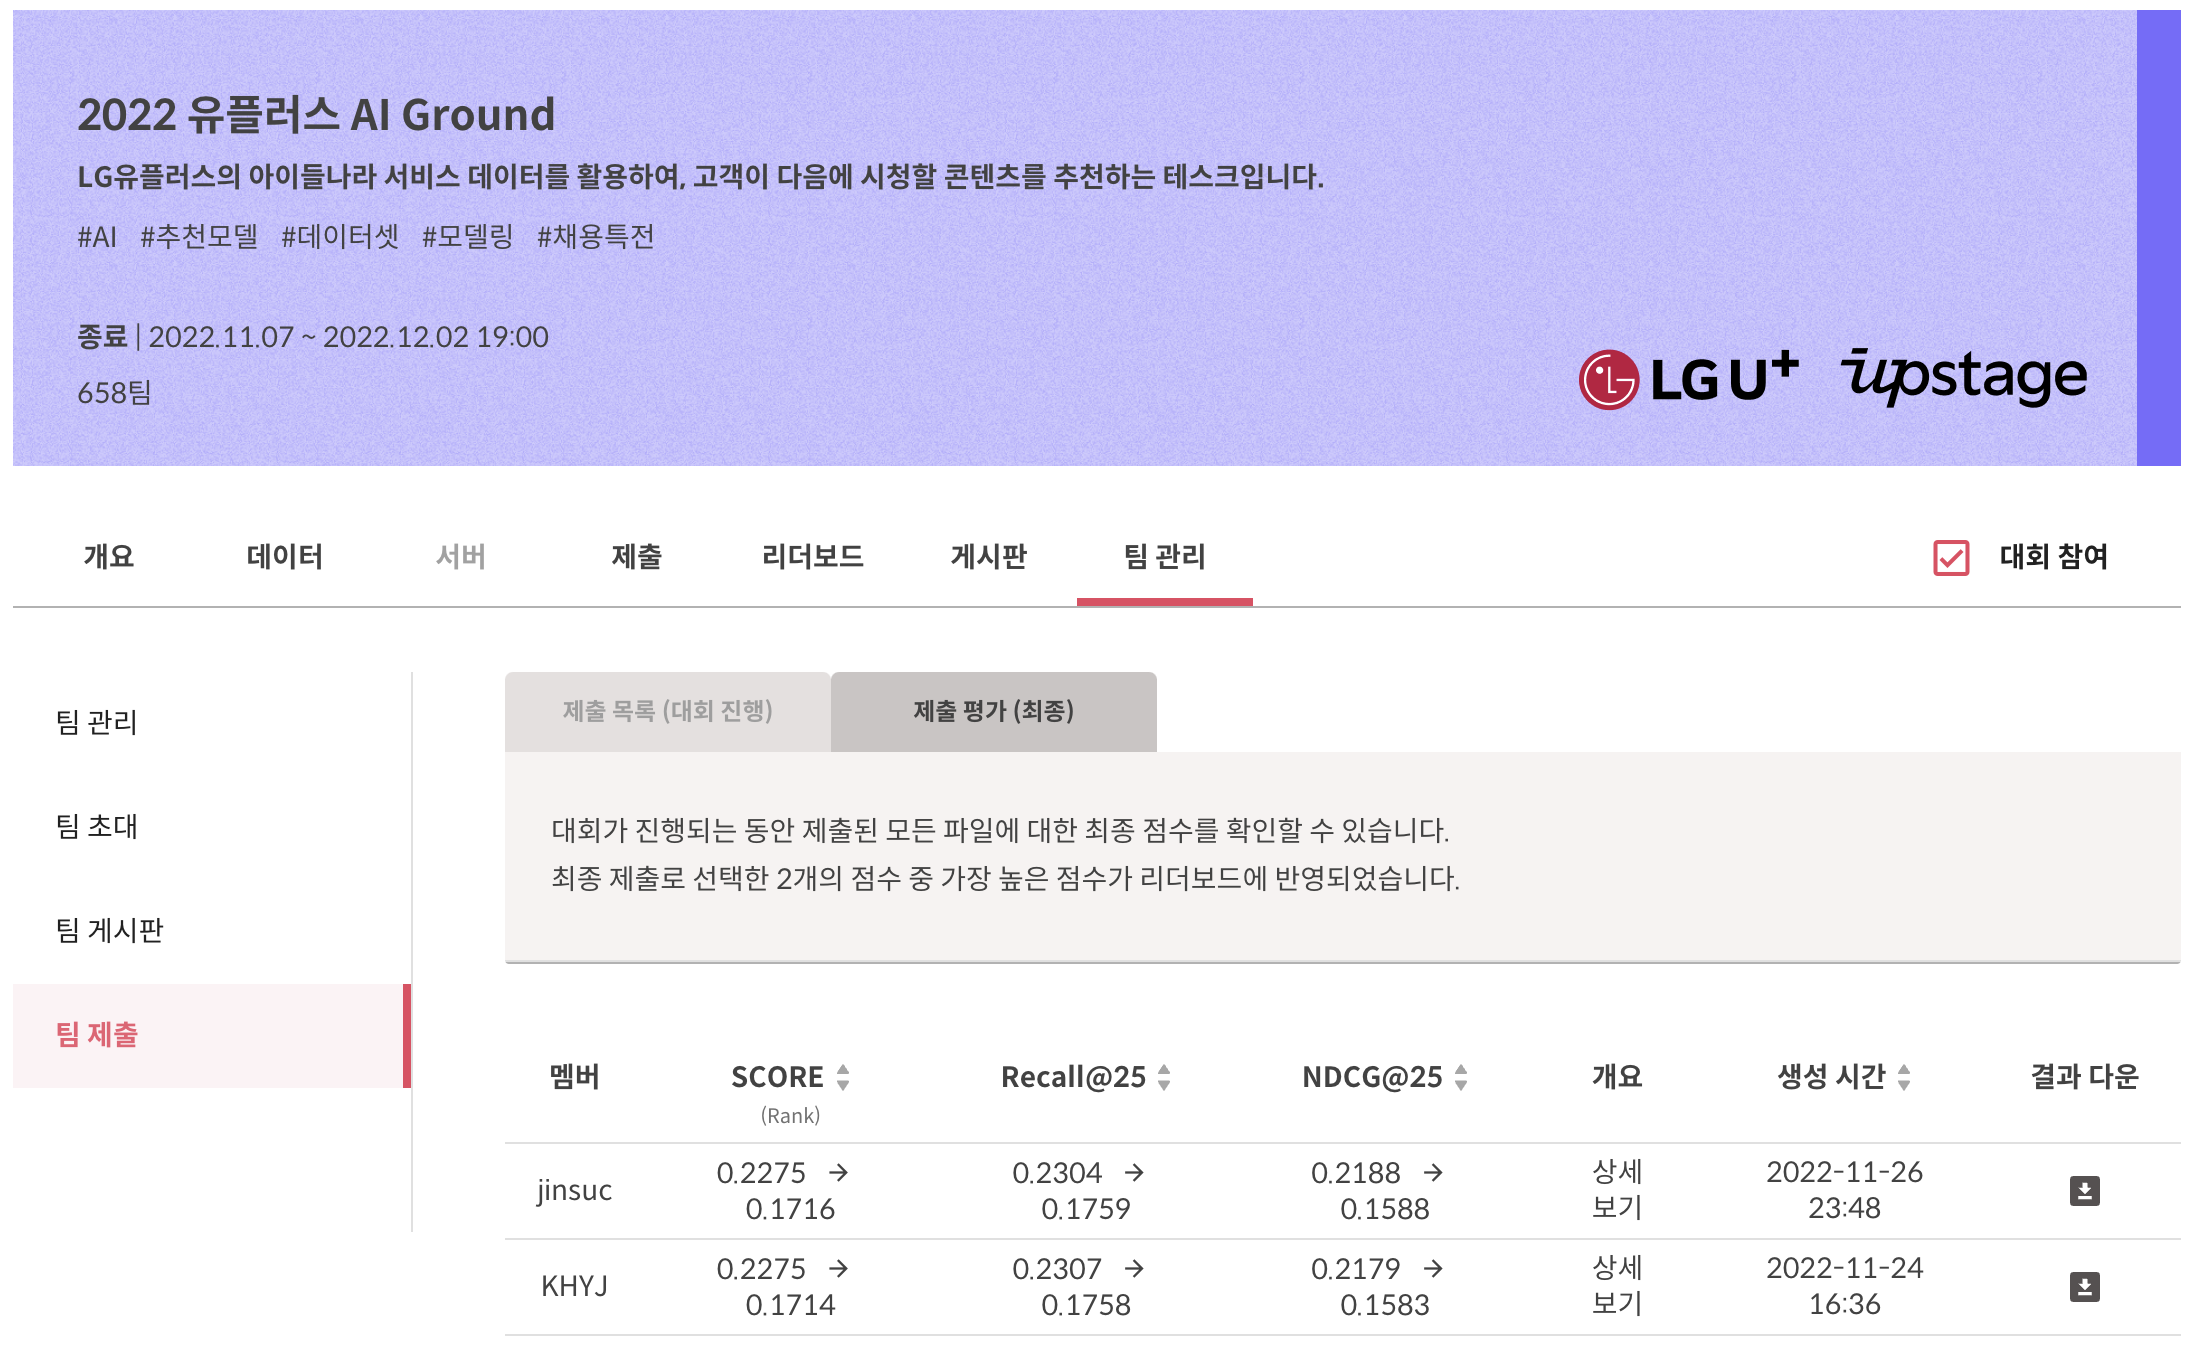 2022 유플러스 AI Ground
LG유플러스의 아이들나라 서비스 데이터를 활용하여, 고객이 다음에 시청할 콘텐츠를 추천하는 테스크입니다.
#AI #추천모델 #데이터셋 #모델링 #채용특전
종료 | 2022.11.07 ~ 2022.12.02 19:00
658팀
LG U+ upstage
개요 데이터 서버 제출 리더보드 게시판 팀 관리 대회 참여
팀 관리
팀 초대
팀 게시판
팀 제출
제출 목록 (대회 진행) 제출 평가 (최종)
대회가 진행되는 동안 제출된 모든 파일에 대한 최종 점수를 확인할 수 있습니다.
최종 제출로 선택한 2개의 점수 중 가장 높은 점수가 리더보드에 반영되었습니다.
멤버 SCORE Recall@25 NDCG@25 개요 생성 시간 결과 다운
(Rank)
jinsuc 0.2275 → 0.2304 → 0.2188 → 상세 2022-11-26
0.1716 0.1759 0.1588 보기 23:48
KHYJ 0.2275 → 0.2307 → 0.2179 → 상세 2022-11-24
0.1714 0.1758 0.1583 보기 16:36